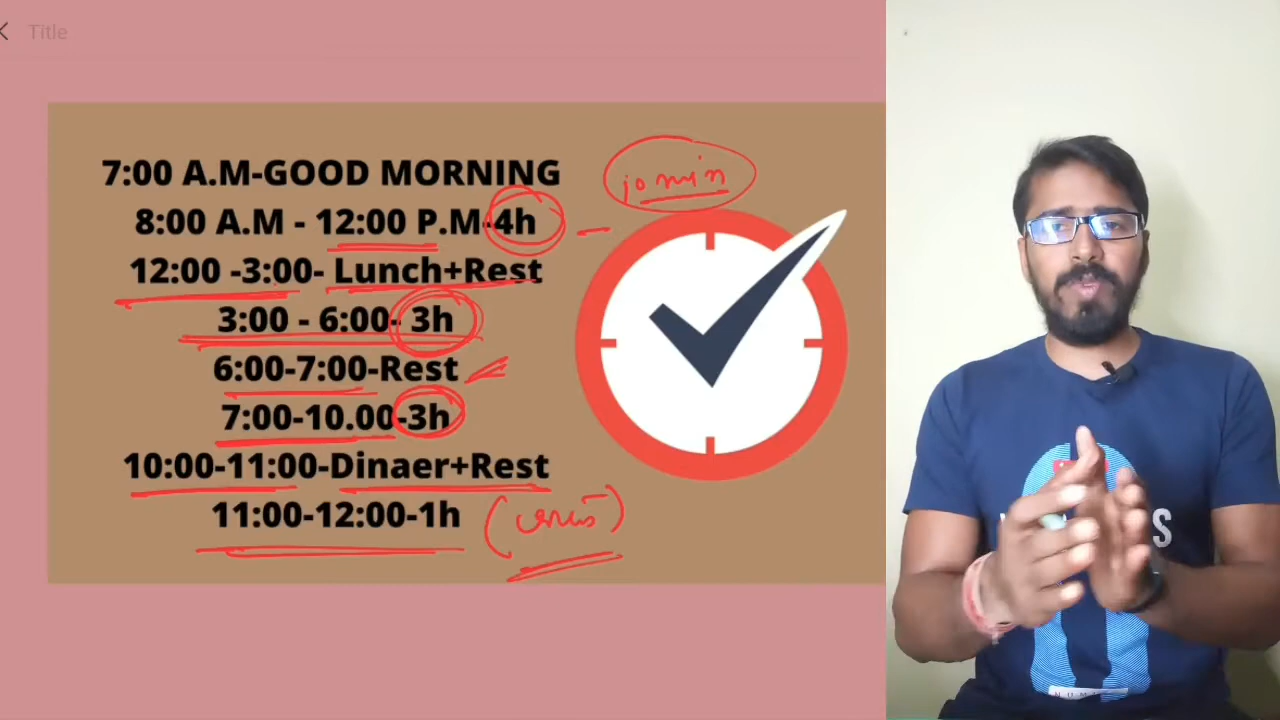 Title
7:00 A.M-GOOD MORNING
10 min
8:00 A.M - 12:00 P.M-4h
12:00 -3:00- Lunch+Rest
3:00 - 6:00- 3h
6:00-7:00-Rest
7:00-10.00-3h
10:00-11:00-Dinaer+Rest
11:00-12:00-1h